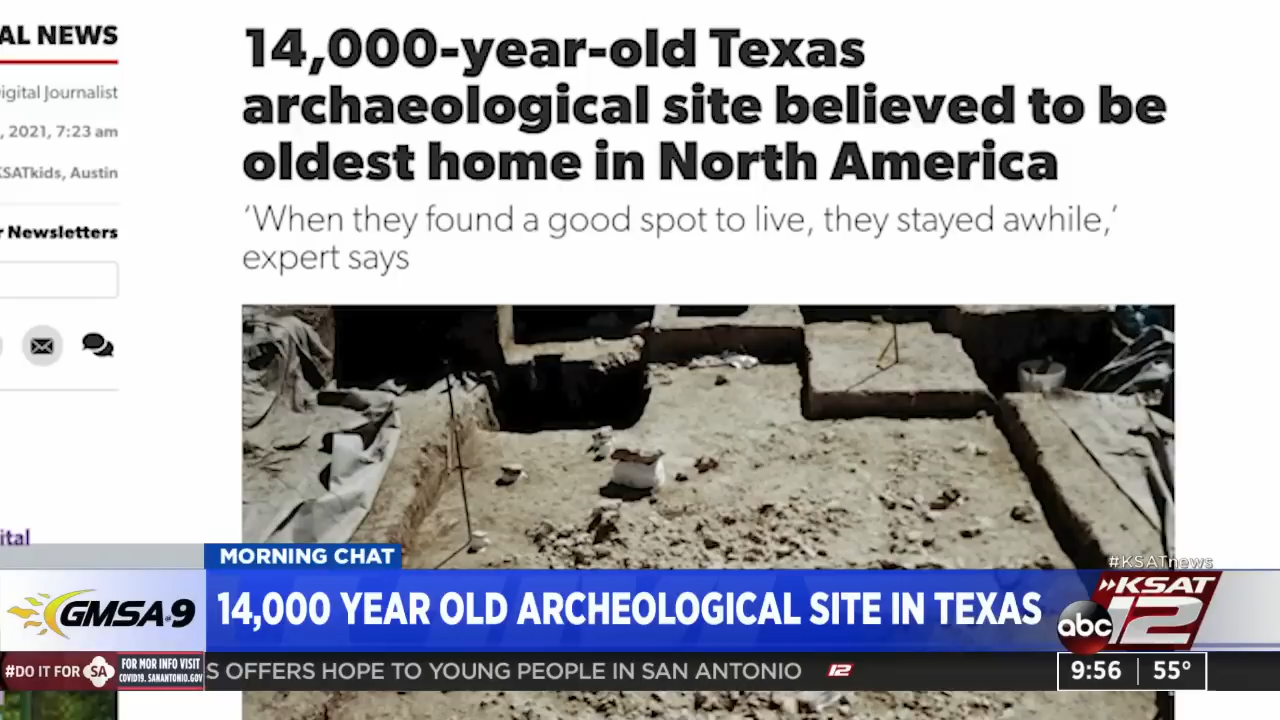 AL NEWS
igital Journalist
, 2021, 7:23 am
KSATkids, Austin
r Newsletters
ital
14,000-year-old Texas
archaeological site believed to be
oldest home in North America
‘When they found a good spot to live, they stayed awhile,’
expert says
#KSATnews
MORNING CHAT
GMSA@9
14,000 YEAR OLD ARCHEOLOGICAL SITE IN TEXAS
abc
KSAT
12
#DO IT FOR SA
FOR MOR INFO VISIT
COVID19.SANANTONIO.GOV
S OFFERS HOPE TO YOUNG PEOPLE IN SAN ANTONIO
12
9:56 55°